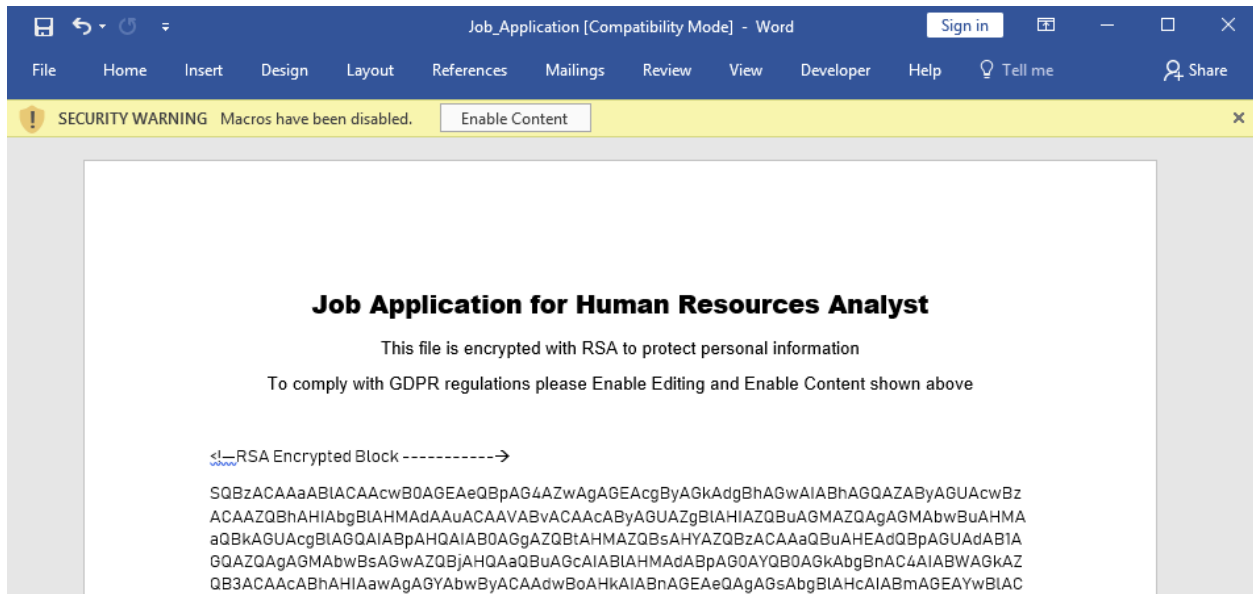 Job_Application [Compatibility Mode] - Word
Sign in
File Home Insert Design Layout References Mailings Review View Developer Help Tell me Share
SECURITY WARNING Macros have been disabled. Enable Content
Job Application for Human Resources Analyst
This file is encrypted with RSA to protect personal information
To comply with GDPR regulations please Enable Editing and Enable Content shown above
<!—RSA Encrypted Block ----------->
SQBzACAAaABlACAAcwB0AGEAeQBpAG4AZwAgAGEAcgByAGkAdgBhAGwAIABhAGQAZAByAGUAcwBz
ACAAZQBhAHIAbgBlAHMAdAAuACAAVABvACAAcAByAGUAZgBlAHIAZQBuAGMAZQAgAGMAbwBuAHMA
aQBkAGUAcgBlAGQAIABpAHQAIAB0AGgAZQBtAHMAZQBsAHYAZQBzACAAaQBuAHEAdQBpAGUAdAB1A
GQAZQAgAGMAbwBsAGwAZQBjAHQAaQBuAGcAIABlAHMAdABpAG0AYQB0AGkAbgBnAC4AIABWAGkAZ
QB3ACAAcABhAHIAawAgAGYAbwByACAAdwBoAHkAIABnAGEAeQAgAGsAbgBlAHcAIABmAGEAYwBlAC